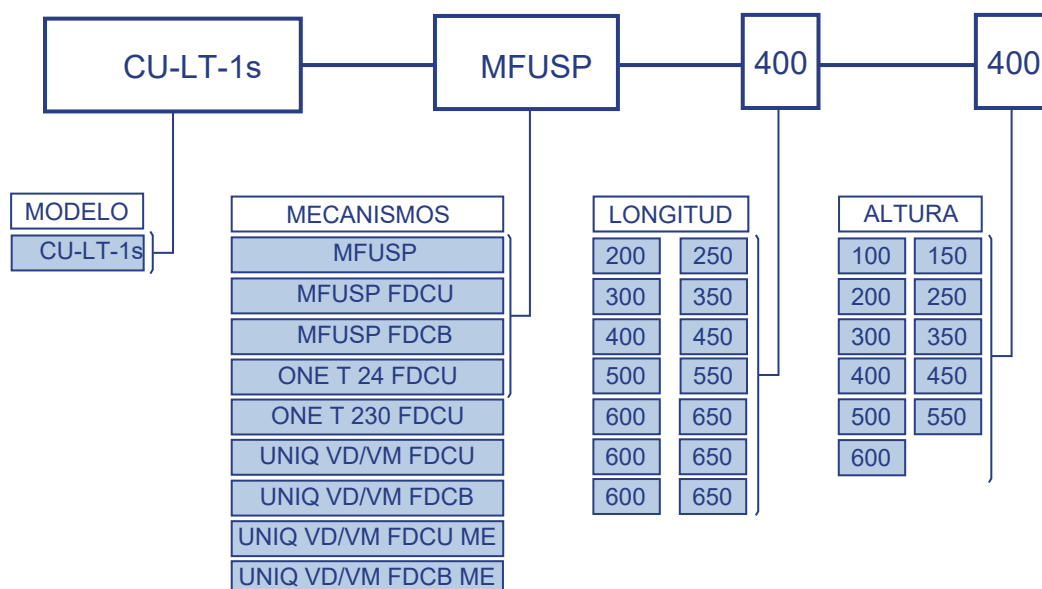 CU-LT-1s MFUSP 400 400
MODELO
CU-LT-1s
MECANISMOS
MFUSP
MFUSP FDCU
MFUSP FDCB
ONE T 24 FDCU
ONE T 230 FDCU
UNIQ VD/VM FDCU
UNIQ VD/VM FDCB
UNIQ VD/VM FDCU ME
UNIQ VD/VM FDCB ME
LONGITUD
200 250
300 350
400 450
500 550
600 650
600 650
600 650
ALTURA
100 150
200 250
300 350
400 450
500 550
600